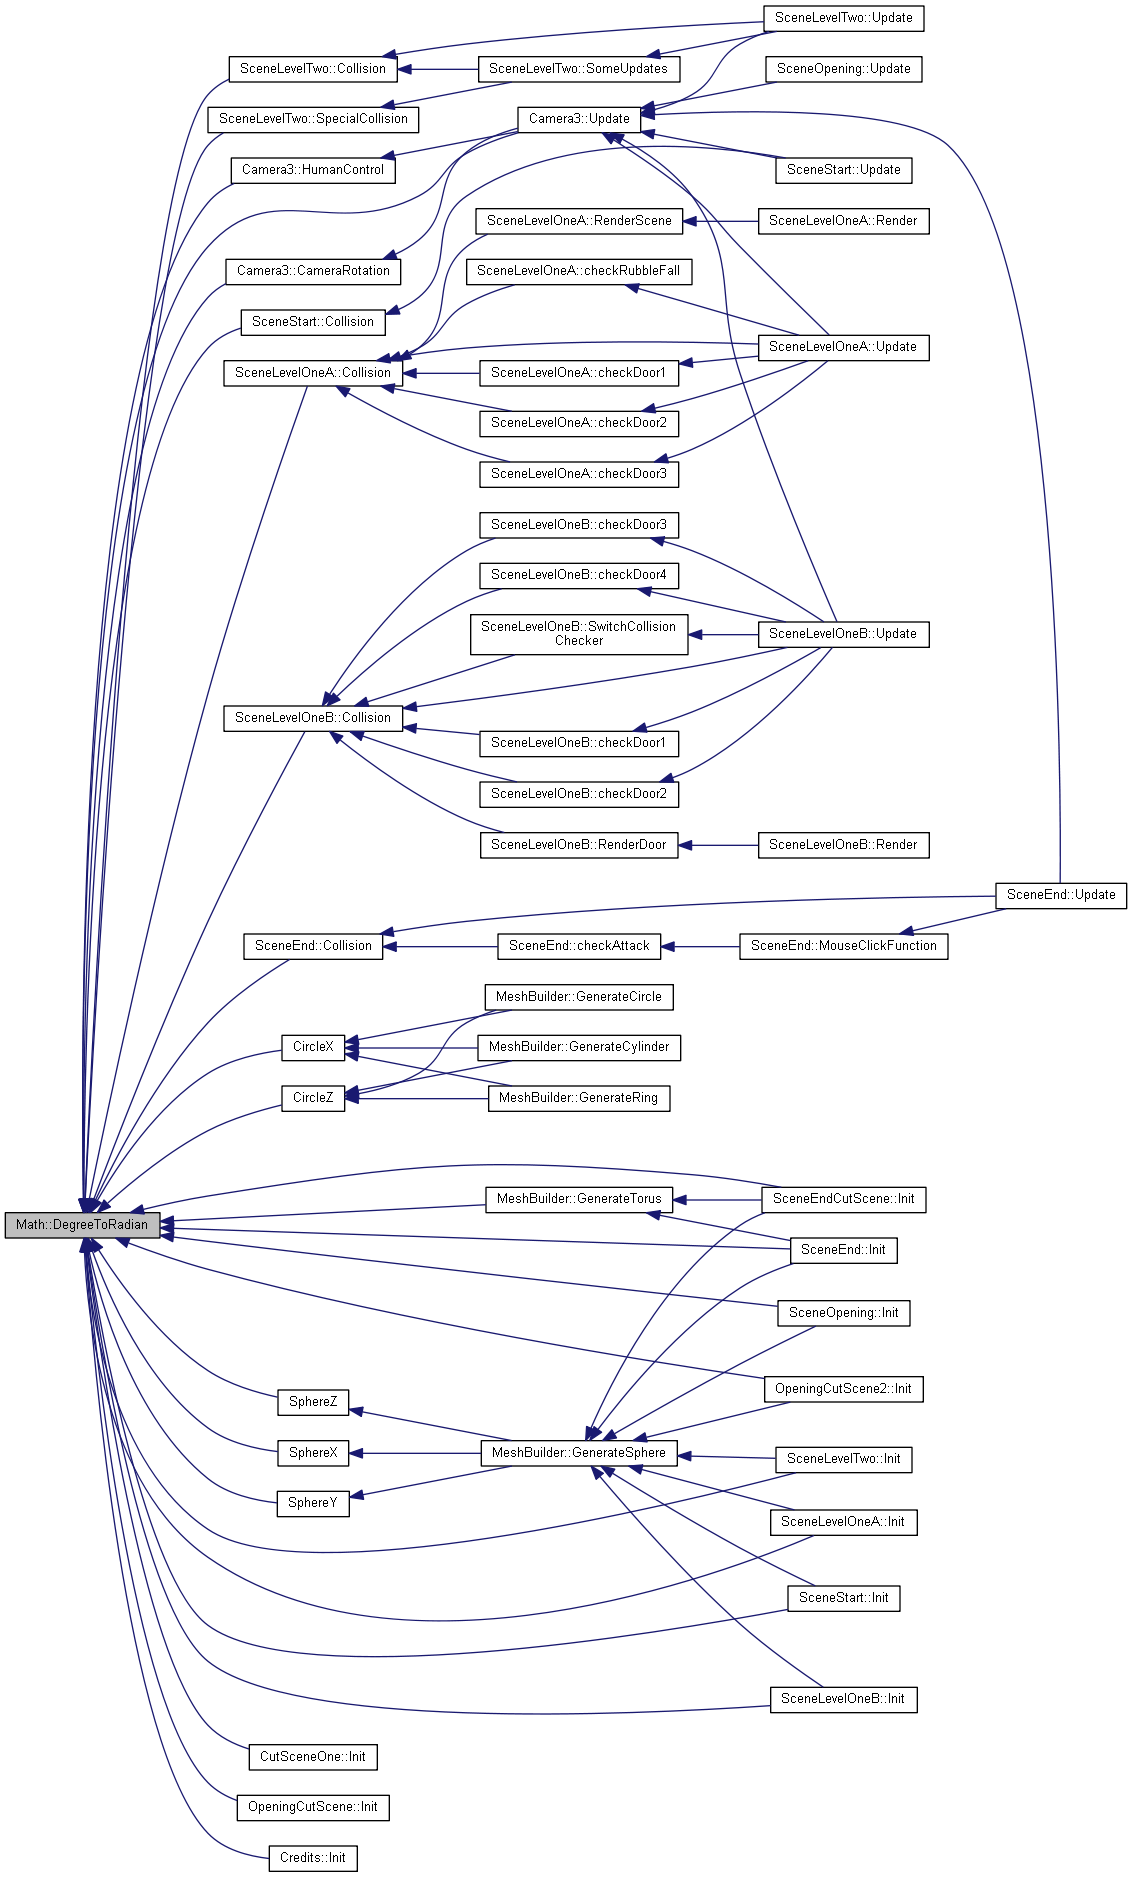 SceneLevelTwo::Update
SceneLevelTwo::Collision
SceneLevelTwo::SomeUpdates
SceneOpening::Update
SceneLevelTwo::SpecialCollision
Camera3::Update
Camera3::HumanControl
SceneStart::Update
SceneLevelOneA::RenderScene
SceneLevelOneA::Render
Camera3::CameraRotation
SceneLevelOneA::checkRubbleFall
SceneStart::Collision
SceneLevelOneA::Update
SceneLevelOneA::Collision
SceneLevelOneA::checkDoor1
SceneLevelOneA::checkDoor2
SceneLevelOneA::checkDoor3
SceneLevelOneB::checkDoor3
SceneLevelOneB::checkDoor4
SceneLevelOneB::SwitchCollision
Checker
SceneLevelOneB::Update
SceneLevelOneB::Collision
SceneLevelOneB::checkDoor1
SceneLevelOneB::checkDoor2
SceneLevelOneB::RenderDoor
SceneLevelOneB::Render
SceneEnd::Update
SceneEnd::Collision
SceneEnd::checkAttack
SceneEnd::MouseClickFunction
MeshBuilder::GenerateCircle
CircleX
MeshBuilder::GenerateCylinder
CircleZ
MeshBuilder::GenerateRing
MeshBuilder::GenerateTorus
SceneEndCutScene::Init
Math::DegreeToRadian
SceneEnd::Init
SceneOpening::Init
OpeningCutScene2::Init
SphereZ
SphereX
MeshBuilder::GenerateSphere
SceneLevelTwo::Init
SphereY
SceneLevelOneA::Init
SceneStart::Init
SceneLevelOneB::Init
CutSceneOne::Init
OpeningCutScene::Init
Credits::Init